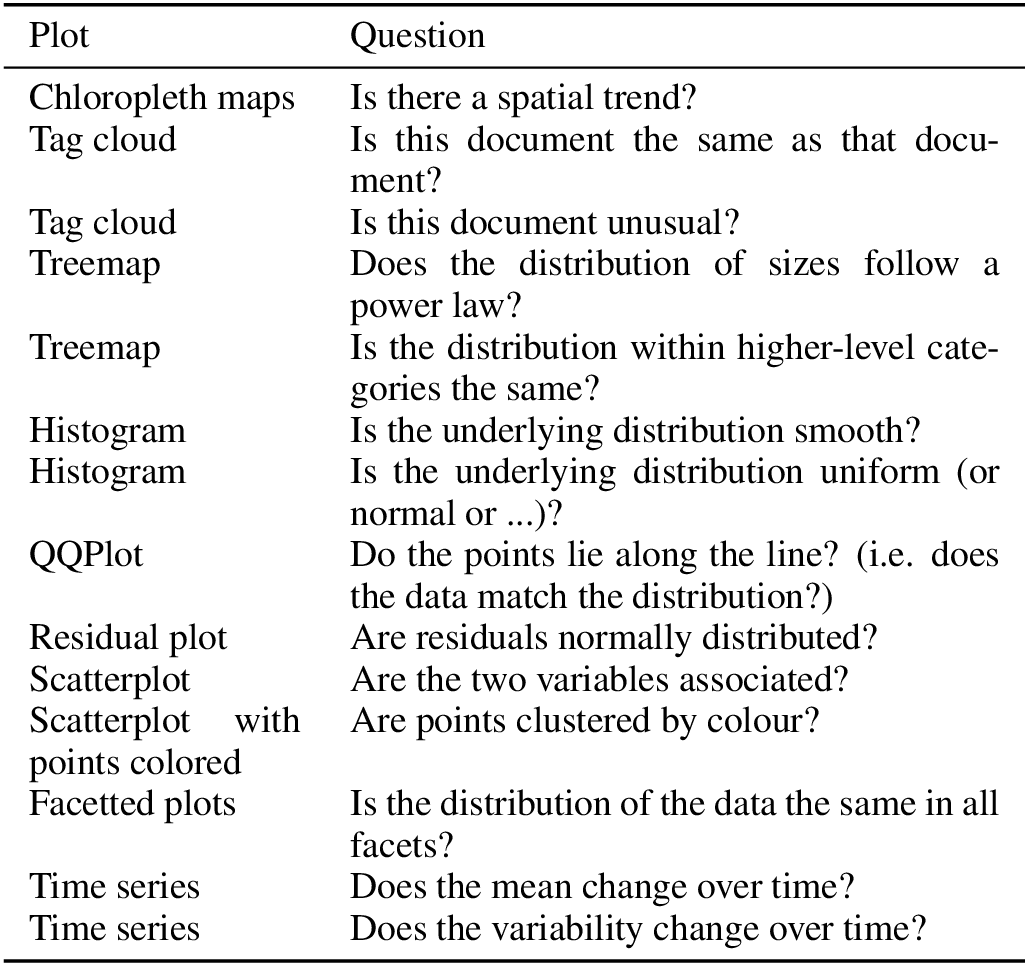 Plot Question
Chloropleth maps Is there a spatial trend?
Tag cloud Is this document the same as that docu-
ment?
Tag cloud Is this document unusual?
Treemap Does the distribution of sizes follow a
power law?
Treemap Is the distribution within higher-level cate-
gories the same?
Histogram Is the underlying distribution smooth?
Histogram Is the underlying distribution uniform (or
normal or ...)?
QQPlot Do the points lie along the line? (i.e. does
the data match the distribution?)
Residual plot Are residuals normally distributed?
Scatterplot Are the two variables associated?
Scatterplot with Are points clustered by colour?
points colored
Facetted plots Is the distribution of the data the same in all
facets?
Time series Does the mean change over time?
Time series Does the variability change over time?